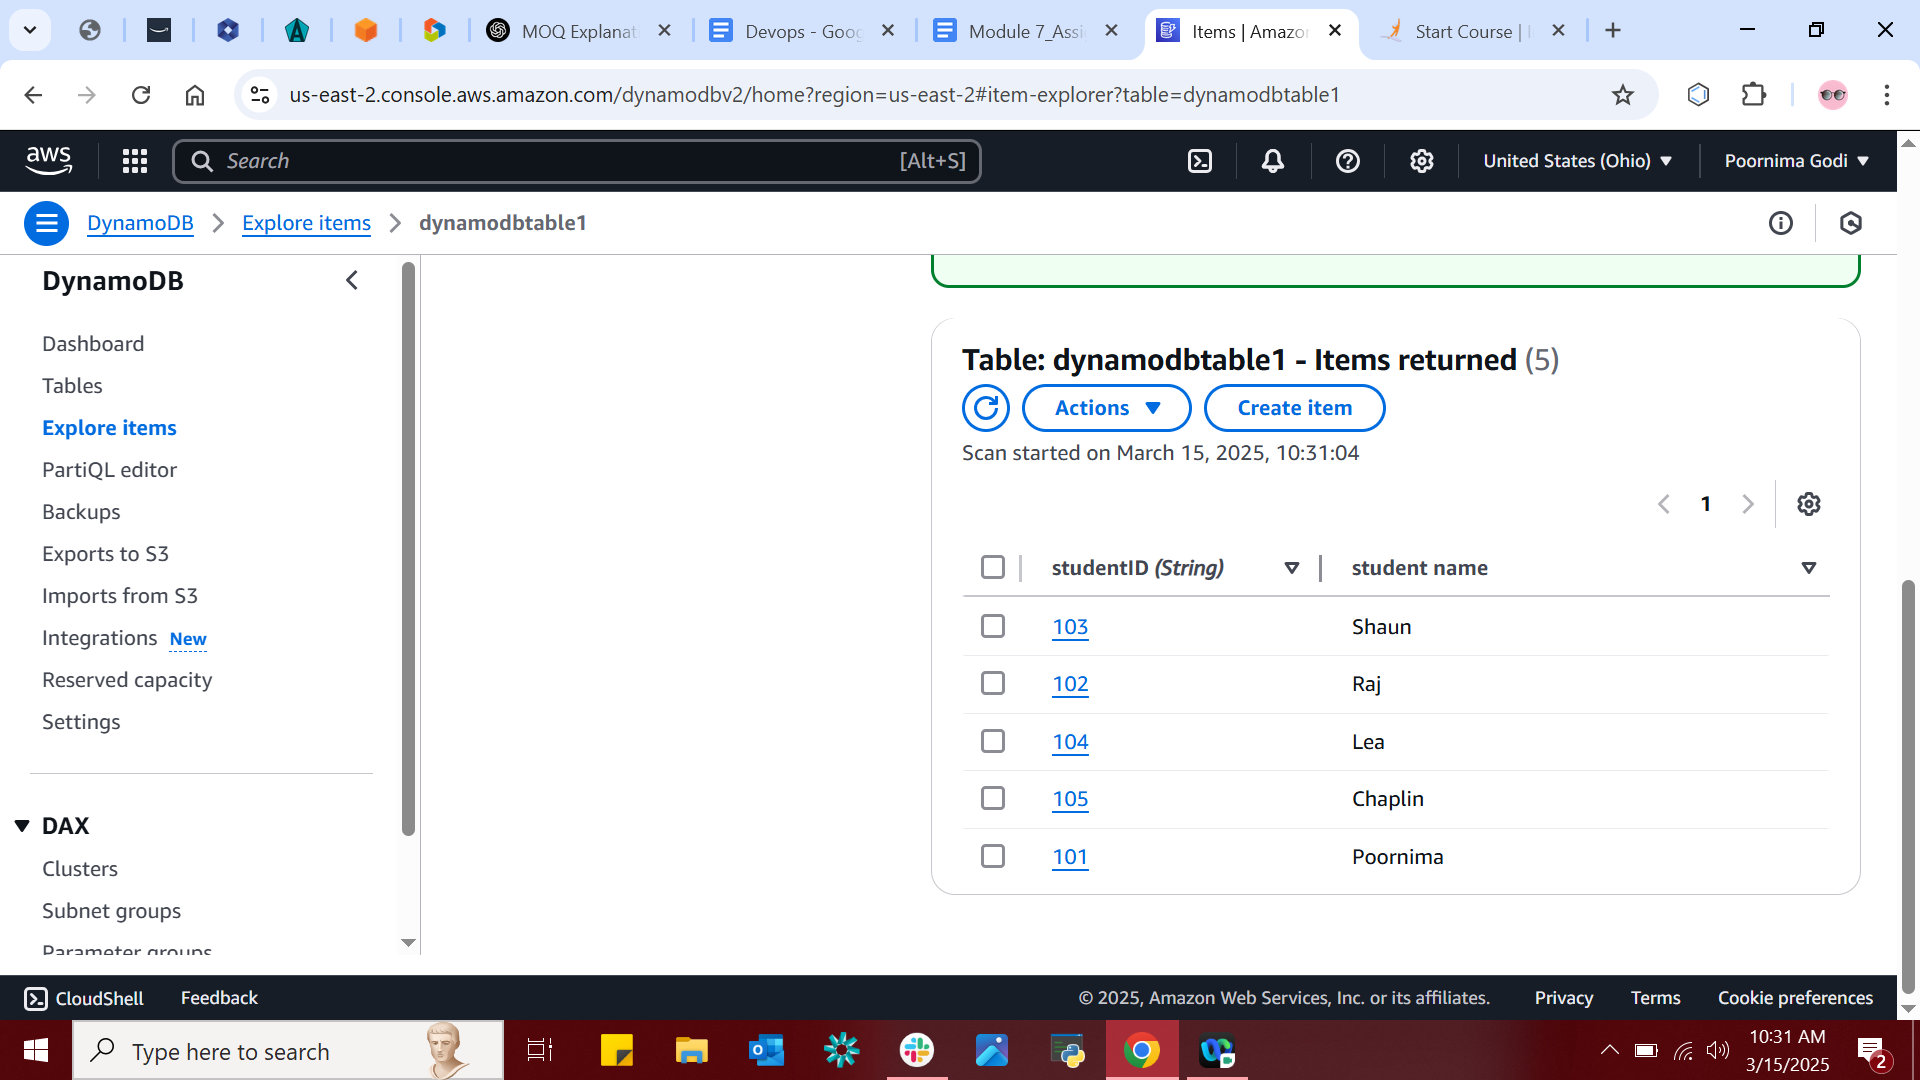 MOQ Explanat
Devops - Goog
Module 7_Assi
Items | Amazon
Start Course |
us-east-2.console.aws.amazon.com/dynamodbv2/home?region=us-east-2#item-explorer?table=dynamodbtable1
aws
Search
[Alt+S]
United States (Ohio)
Poornima Godi
DynamoDB
Explore items
dynamodbtable1
DynamoDB
Dashboard
Tables
Explore items
PartiQL editor
Backups
Exports to S3
Imports from S3
Integrations New
Reserved capacity
Settings
DAX
Clusters
Subnet groups
Parameter groups
Table: dynamodbtable1 - Items returned (5)
Actions
Create item
Scan started on March 15, 2025, 10:31:04
1
studentID (String)
student name
103 Shaun
102 Raj
104 Lea
105 Chaplin
101 Poornima
CloudShell
Feedback
© 2025, Amazon Web Services, Inc. or its affiliates.
Privacy
Terms
Cookie preferences
Type here to search
10:31 AM
3/15/2025
2